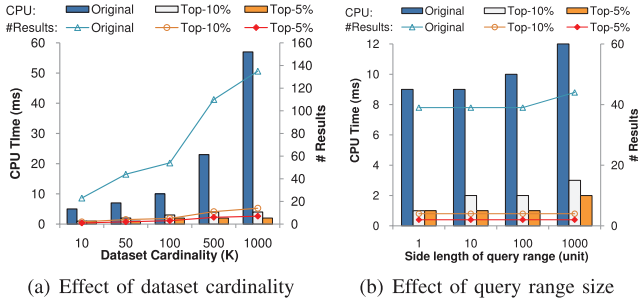 CPU: Original Top-10% Top-5%
#Results: Original Top-10% Top-5%
60 50 40 30 20 10 0
CPU Time (ms)
160 140 120 100 80 60 40 20 0
# Results
10 50 100 500 1000
Dataset Cardinality (K)
(a) Effect of dataset cardinality
CPU: Original Top-10% Top-5%
#Results: Original Top-10% Top-5%
12 10 8 6 4 2 0
CPU Time (ms)
60 40 20 0
# Results
1 10 100 1000
Side length of query range (unit)
(b) Effect of query range size